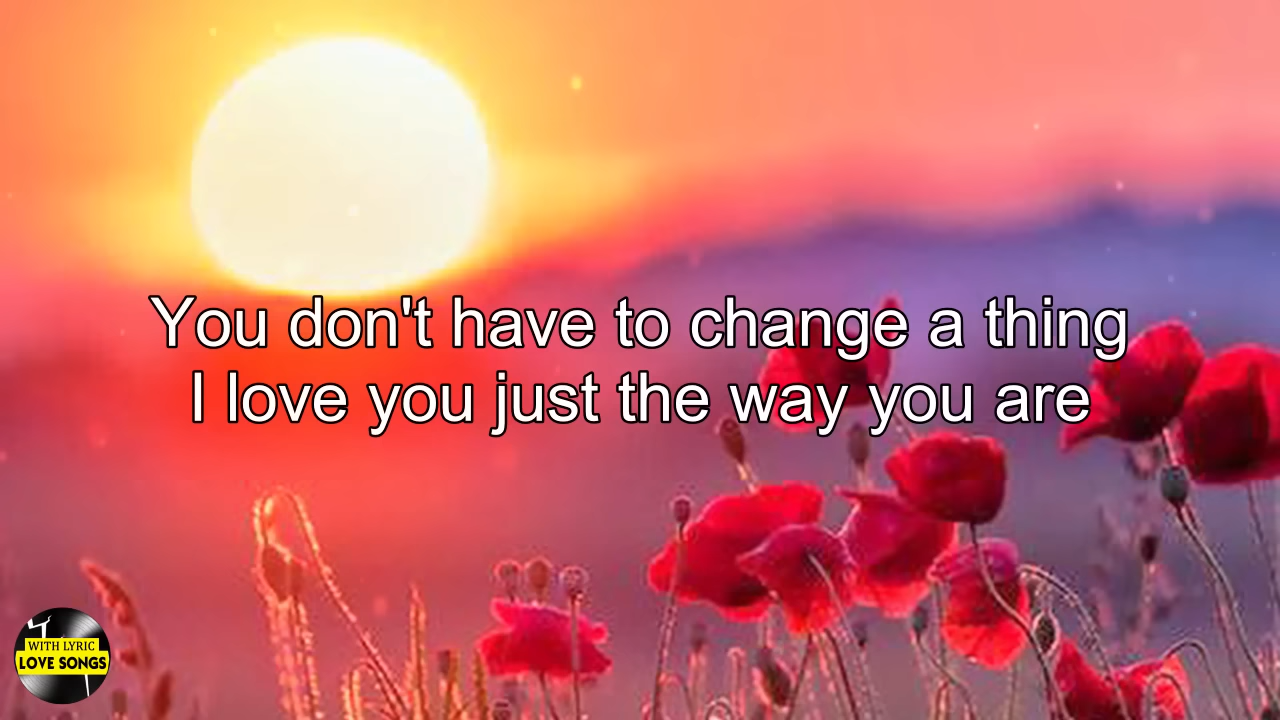 You don't have to change a thing
I love you just the way you are
WITH LYRIC
LOVE SONGS